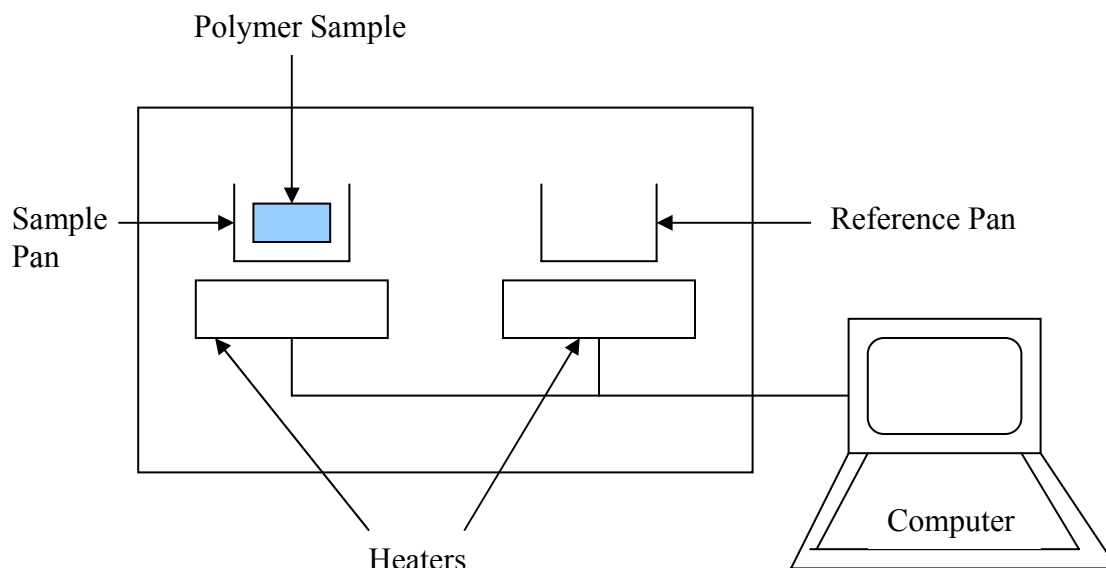 Polymer Sample
Sample
Pan
Reference Pan
Computer
Heaters